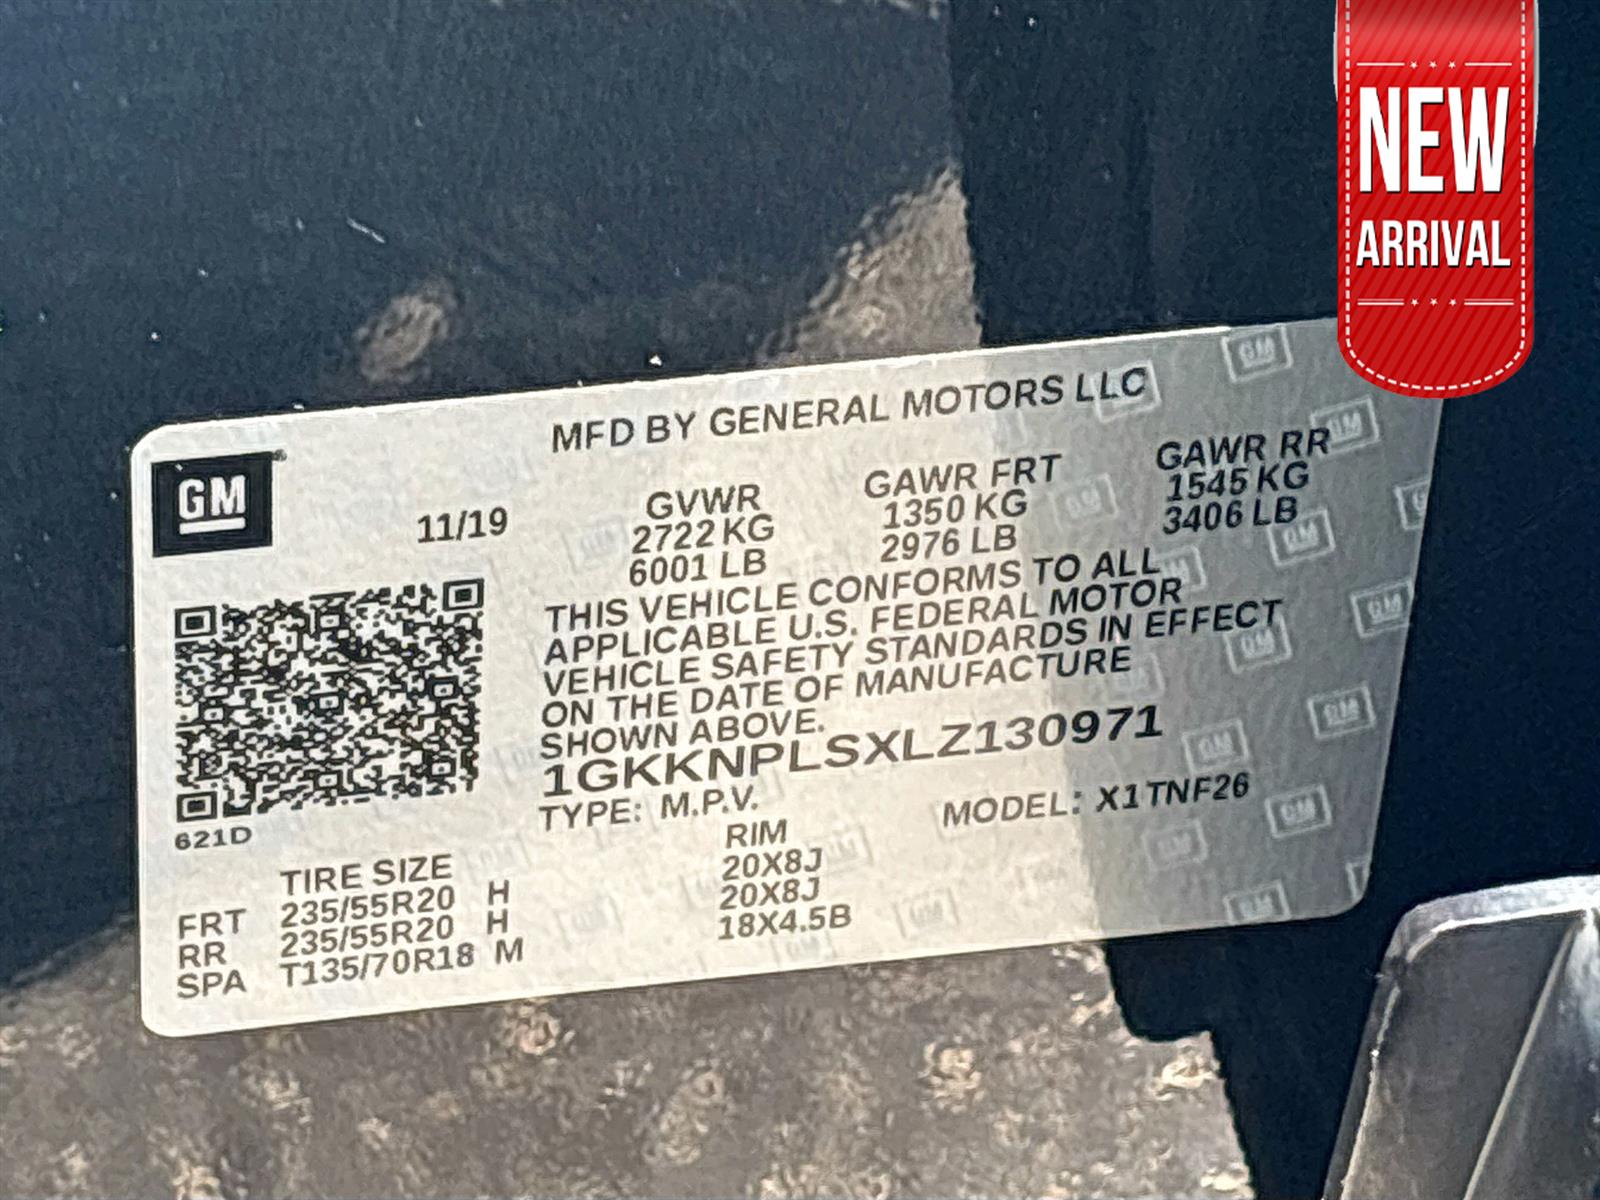 NEW
ARRIVAL
MFD BY GENERAL MOTORS LLC
GM
11/19
GVWR
2722 KG
6001 LB
GAWR FRT
1350 KG
2976 LB
GAWR RR
1545 KG
3406 LB
THIS VEHICLE CONFORMS TO ALL
APPLICABLE U.S. FEDERAL MOTOR
VEHICLE SAFETY STANDARDS IN EFFECT
ON THE DATE OF MANUFACTURE
SHOWN ABOVE.
1GKKNPLSXLZ130971
TYPE: M.P.V.
MODEL: X1TNF26
621D
TIRE SIZE RIM
FRT 235/55R20 H 20X8J
RR 235/55R20 H 20X8J
SPA T135/70R18 M 18X4.5B